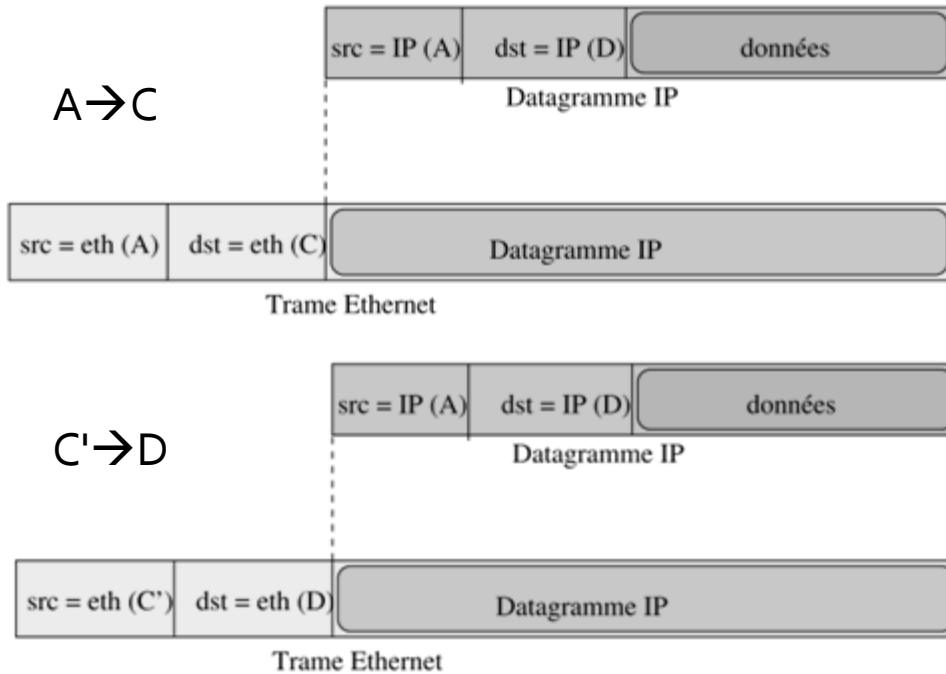 src = IP (A) dst = IP (D) données
Datagramme IP
A→C
src = eth (A) dst = eth (C) Datagramme IP
Trame Ethernet
src = IP (A) dst = IP (D) données
Datagramme IP
C'→D
src = eth (C’) dst = eth (D) Datagramme IP
Trame Ethernet